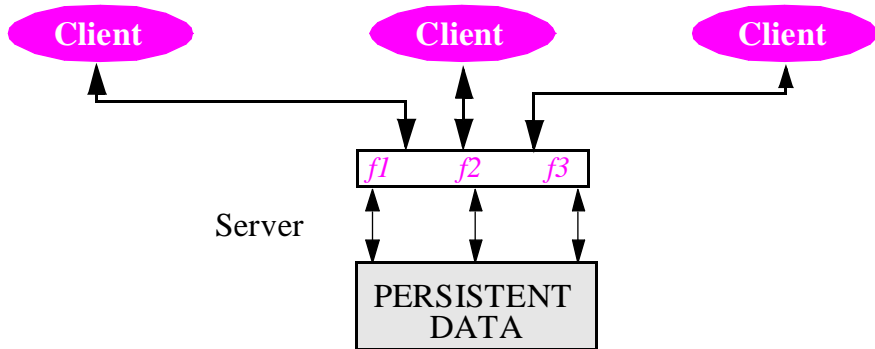 Client Client Client
f1 f2 f3
Server
PERSISTENT
DATA